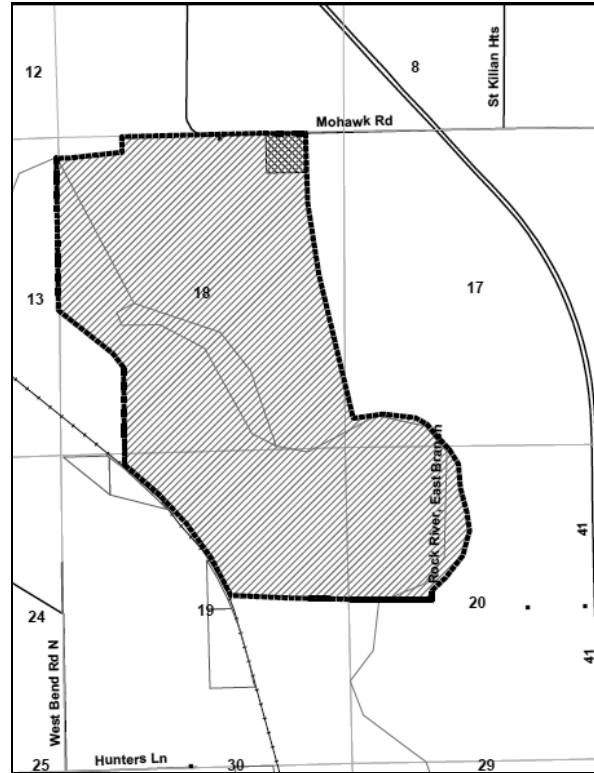 12
8
St Kilian Hts
Mohawk Rd
13
18
17
Rock River, East Branch
41
24
19
20
41
West Bend Rd N
25
Hunters Ln
30
29